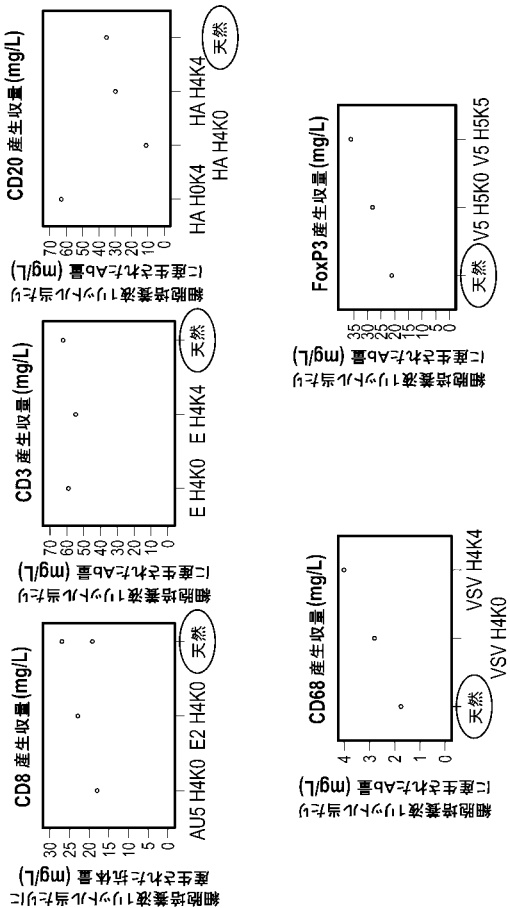 CD8 産生収量(mg/L)
細胞培養液1リットル当たりに
産生された抗体量 (mg/L)
30
25
20
15
10
5
0
AU5 H4K0
E2 H4K0
天然
CD3 産生収量(mg/L)
細胞培養液1リットル当たり
に産生されたAb量 (mg/L)
70
60
50
40
30
20
10
0
E H4K0
E H4K4
天然
CD20 産生収量(mg/L)
細胞培養液1リットル当たり
に産生されたAb量 (mg/L)
70
60
50
40
30
20
10
0
HA H0K4
HA H4K0
HA H4K4
天然
CD68 産生収量(mg/L)
細胞培養液1リットル当たり
に産生されたAb量 (mg/L)
4
3
2
1
0
天然
VSV H4K0
VSV H4K4
FoxP3 産生収量(mg/L)
細胞培養液1リットル当たり
に産生されたAb量 (mg/L)
35
30
25
20
15
10
5
0
天然
V5 H5K0
V5 H5K5